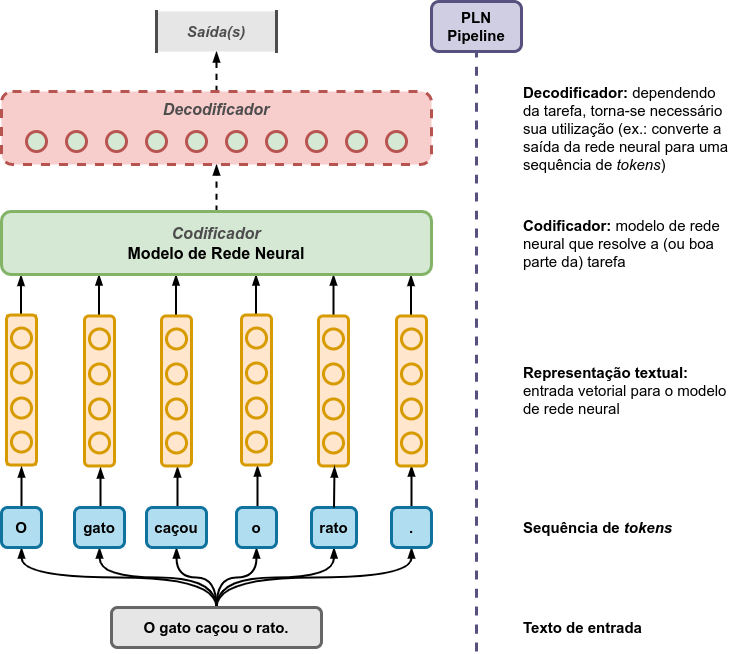 Saída(s)
PLN
Pipeline
Decodificador
Decodificador: dependendo
da tarefa, torna-se necessário
sua utilização (ex.: converte a
saída da rede neural para uma
sequência de tokens)
Codificador
Modelo de Rede Neural
Codificador: modelo de rede
neural que resolve a (ou boa
parte da) tarefa
Representação textual:
entrada vetorial para o modelo
de rede neural
O gato caçou o rato .
Sequência de tokens
O gato caçou o rato.
Texto de entrada